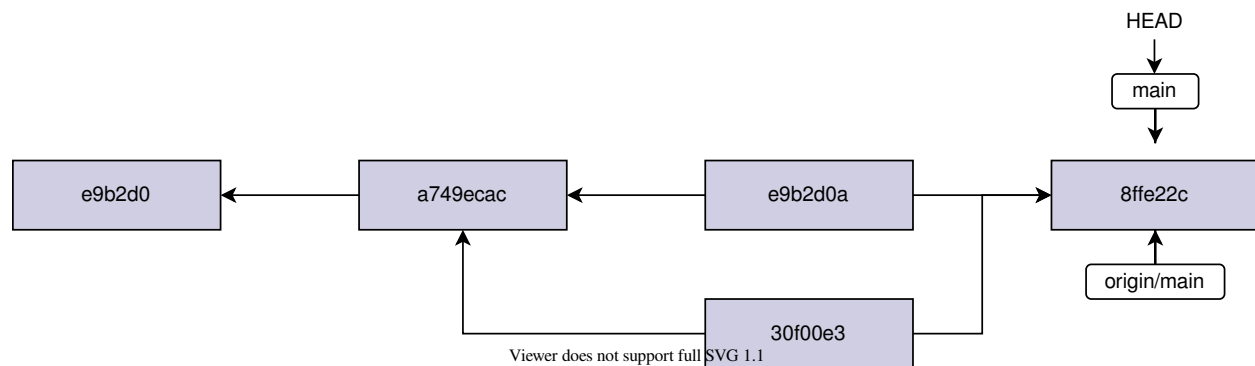 HEAD
main
e9b2d0
a749ecac
e9b2d0a
8ffe22c
origin/main
30f00e3
Viewer does not support full SVG 1.1